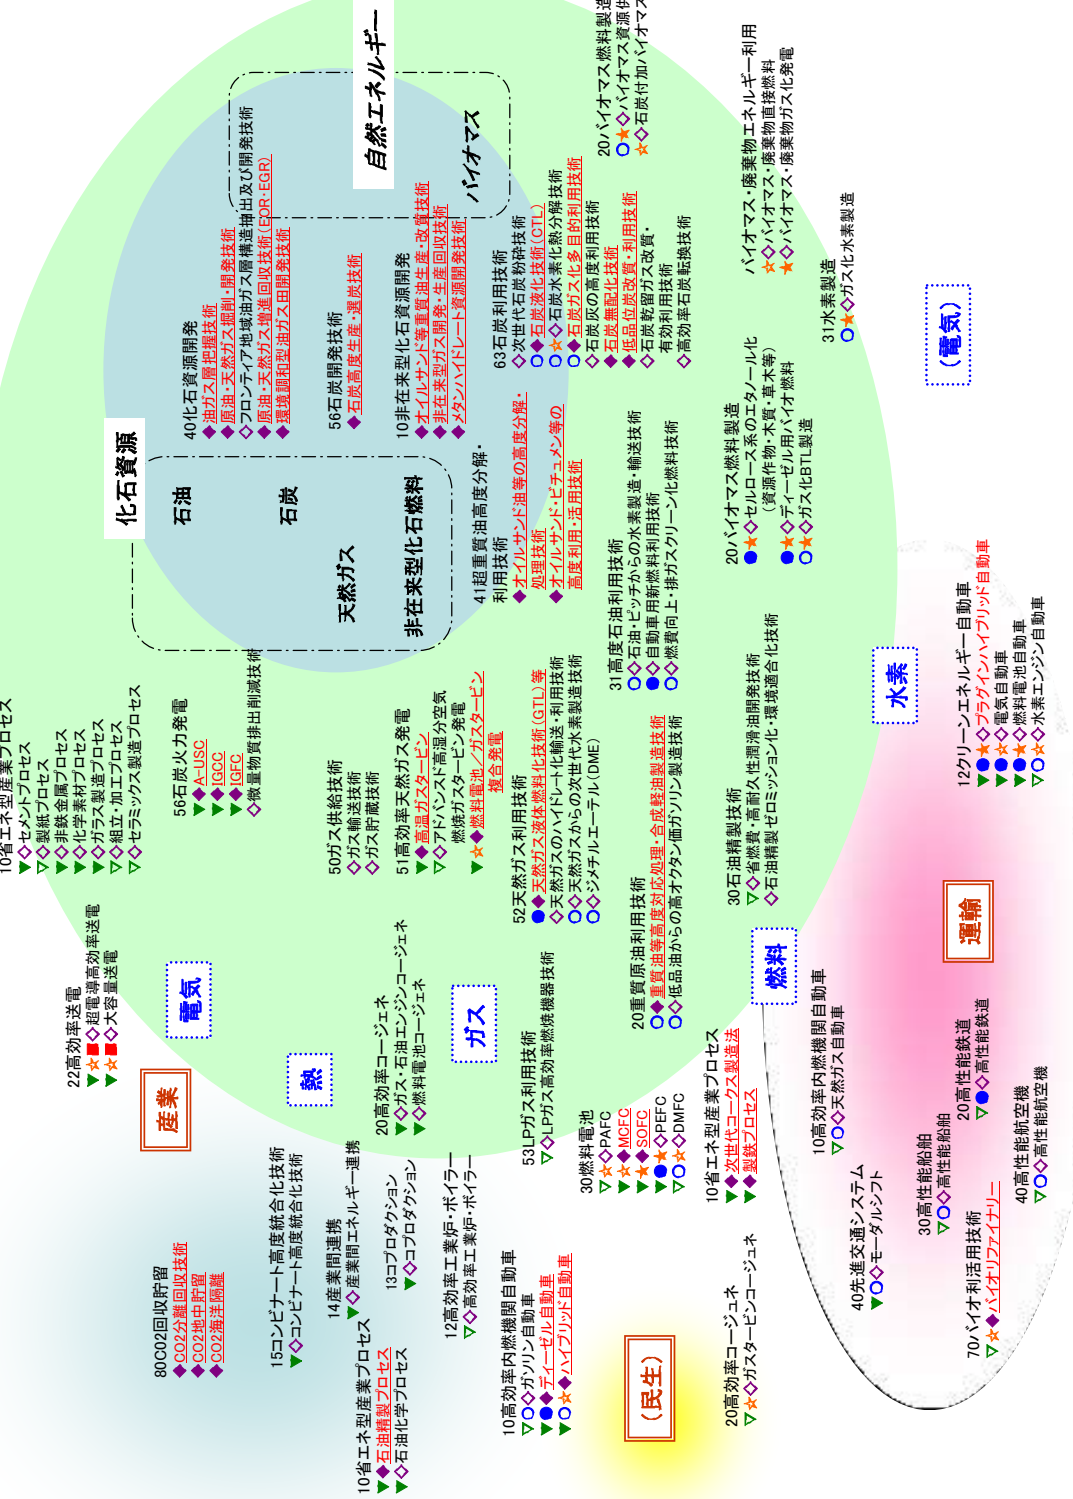 化石資源
自然エネルギー
石油
石炭
天然ガス
非在来型化石燃料
バイオマス
40化石資源開発
◆油ガス層把握技術
◆原油・天然ガス掘削・開発技術
◇フロンティア地域油ガス層構造抽出及び開発技術
◆原油・天然ガス増進回収技術(EOR・EGR)
◆環境調和型油ガス田開発技術
56石炭開発技術
◆石炭高度生産・選炭技術
10非在来型化石資源開発
◆オイルサンド等重質油生産・改質技術
◆非在来型ガス開発・生産回収技術
◆メタンハイドレート資源開発技術
63石炭利用技術
◇次世代石炭粉砕技術
○◆石炭液化技術(CTL)
○☆◇石炭水素化熱分解技術
○◆石炭ガス化多目的利用技術
◇石炭灰の高度利用技術
◆石炭無配化技術
◆低品位炭改質・利用技術
◇石炭乾留ガス改質・
有効利用技術
◇高効率石炭転換技術
20バイオマス燃料製造
○★◇バイオマス資源供
☆◇石炭付加バイオマス
バイオマス・廃棄物エネルギー利用
☆◇バイオマス・廃棄物直接燃料
★◇バイオマス・廃棄物ガス化発電
31水素製造
○★◇ガス化水素製造
(電気)
41超重質油高度分解・
利用技術
◆オイルサンド油等の高度分解・
処理技術
◆オイルサンド・ビチュメン等の
高度利用・活用技術
31高度石油利用技術
○◇石油・ピッチからの水素製造・輸送技術
●◇自動車用新燃料利用技術
○◇燃費向上・排ガスクリーン化燃料技術
20バイオマス燃料製造
●★◇セルロース系のエタノール化
(資源作物・木質・草木等)
●★◇ディーゼル用バイオ燃料
○★◇ガス化BTL製造
10省エネ型産業プロセス
▼◇セメントプロセス
▽◇製紙プロセス
▼◇非鉄金属プロセス
▼◇化学素材プロセス
▼◇ガラス製造プロセス
▽◇組立・加工プロセス
▽◇セラミックス製造プロセス
56石炭火力発電
▼◆A-USC
▼◆IGCC
▼◆IGFC
◇微量物質排出削減技術
50ガス供給技術
◇ガス輸送技術
◇ガス貯蔵技術
51高効率天然ガス発電
▼◆高温ガスタービン
▽◇アドバンスド高湿分空気
燃焼ガスタービン発電
▼☆◆燃料電池／ガスタービン
複合発電
52天然ガス利用技術
●◆天然ガス液体燃料化技術(GTL)等
◇天然ガスのハイドレート化輸送・利用技術
○◇天然ガスからの次世代水素製造技術
○◇ジメチルエーテル(DME)
20重質原油利用技術
○◆重質油等高度対応処理・合成軽油製造技術
○◇低品油からの高オクタン価ガソリン製造技術
30石油精製技術
▽◇省燃費・高耐久性潤滑油開発技術
◇石油精製ゼロエミッション化・環境適合化技術
水素
12クリーンエネルギー自動車
▼●★◇プラグインハイブリッド自動車
▼●☆◇電気自動車
▼●★◇燃料電池自動車
▽○☆◇水素エンジン自動車
22高効率送電
▼☆■◇超電導高効率送電
▼☆■◇大容量送電
電気
産業
熱
20高効率コージェネ
▼◇ガス・石油エンジンコージェネ
▼◇燃料電池コージェネ
ガス
53LPガス利用技術
▽◇LPガス高効率燃焼機器技術
燃料
30燃料電池
▽☆◇PAFC
▼☆◆MCFC
▼★◆SOFC
▼●★◇PEFC
▽○☆◇DMFC
10省エネ型産業プロセス
▼◆次世代コークス製造法
▼◆製鉄プロセス
運輸
10高効率内燃機関自動車
▽○◇天然ガス自動車
20高性能鉄道
▽●◇高性能鉄道
30高性能船舶
▽○◇高性能船舶
40高性能航空機
▽○◇高性能航空機
40先進交通システム
▼○◇モーダルシフト
70バイオ利活用技術
▽☆◆バイオリファイナリー
80CO2回収貯留
◆CO2分離回収技術
◆CO2地中貯留
◆CO2海洋隔離
15コンビナート高度統合化技術
▼◇コンビナート高度統合化技術
14産業間連携
▼◇産業間エネルギー連携
13コプロダクション
▼◇コプロダクション
12高効率工業炉・ボイラー
▽◇高効率工業炉・ボイラー
10省エネ型産業プロセス
▼◆石油精製プロセス
▼◇石油化学プロセス
10高効率内燃機関自動車
▽○◇ガソリン自動車
▼●◆ディーゼル自動車
▼○☆◆ハイブリッド自動車
(民生)
20高効率コージェネ
▽☆◇ガスタービンコージェネ